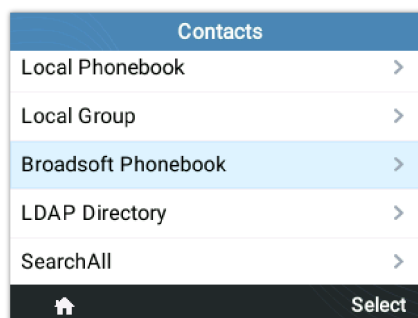 Contacts
Local Phonebook
Local Group
Broadsoft Phonebook
LDAP Directory
SearchAll
Select